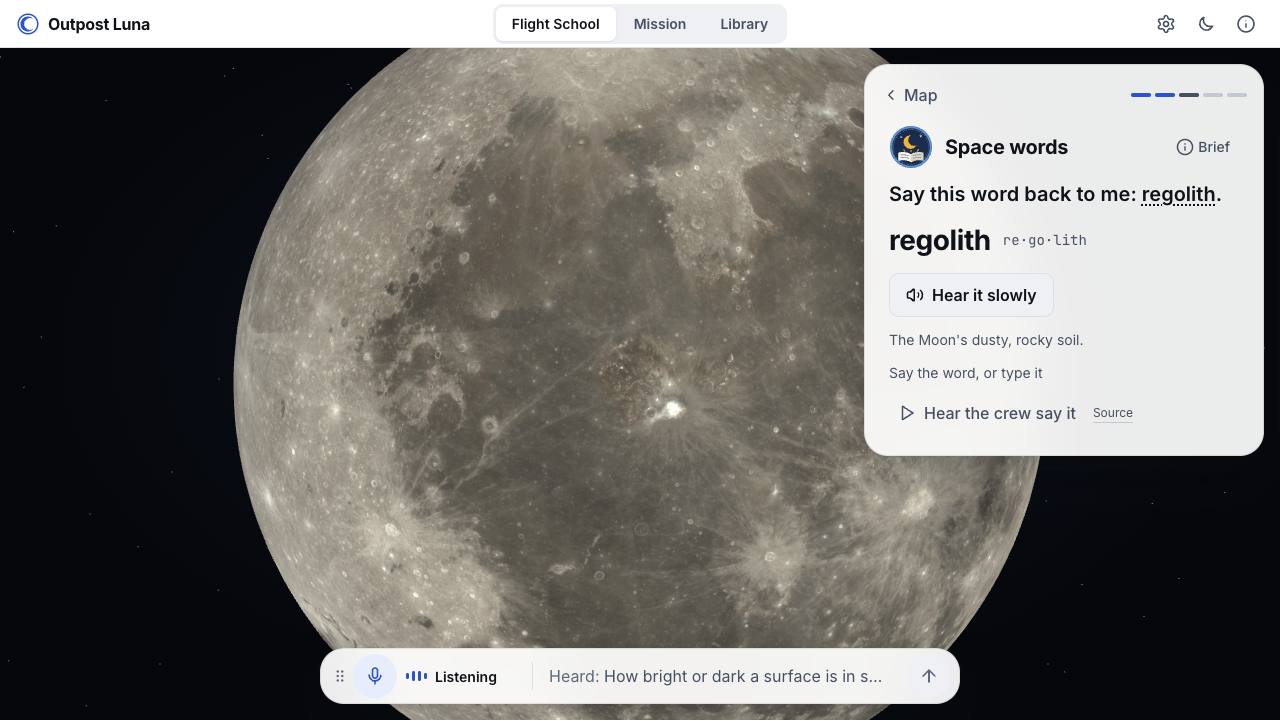 Outpost Luna
Flight School
Mission
Library
Map
Space words
Brief
Say this word back to me: regolith.
regolith re·go·lith
Hear it slowly
The Moon's dusty, rocky soil.
Say the word, or type it
Hear the crew say it
Source
Listening
Heard: How bright or dark a surface is in s...